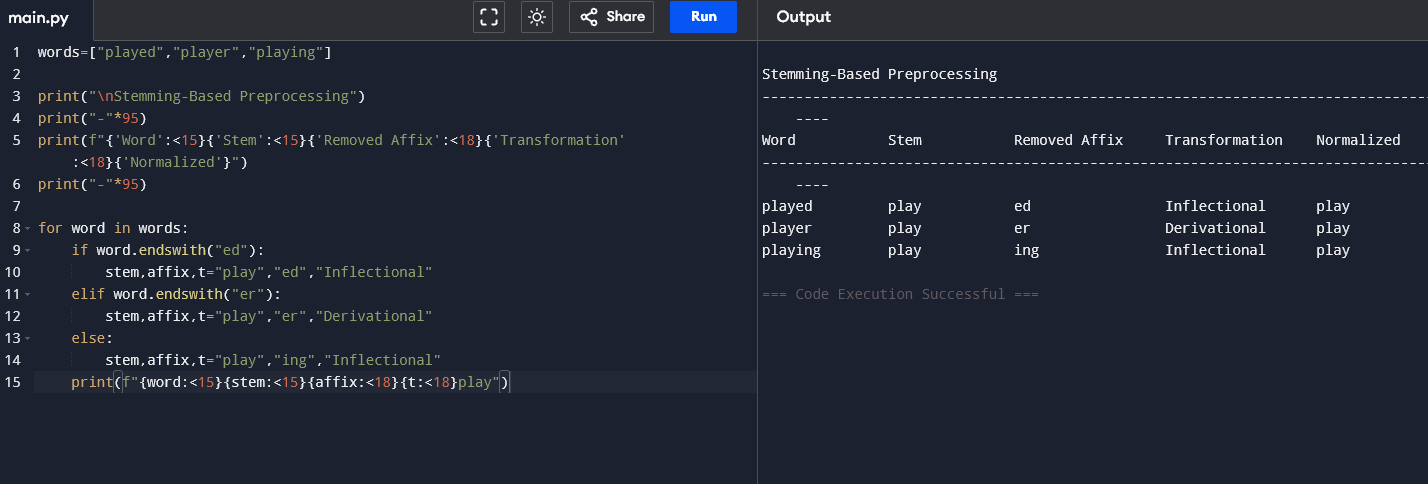 main.py
Share
Run
Output
1 words=["played","player","playing"]
2
3 print("\nStemming-Based Preprocessing")
4 print("-"*95)
5 print(f"{'Word':<15}{'Stem':<15}{'Removed Affix':<18}{'Transformation'
:<18}{'Normalized'}")
6 print("-"*95)
7
8 for word in words:
9 if word.endswith("ed"):
10 stem,affix,t="play","ed","Inflectional"
11 elif word.endswith("er"):
12 stem,affix,t="play","er","Derivational"
13 else:
14 stem,affix,t="play","ing","Inflectional"
15 print(f"{word:<15}{stem:<15}{affix:<18}{t:<18}play")
Stemming-Based Preprocessing
-------------------------------------------------------------------------------
----
Word Stem Removed Affix Transformation Normalized
-------------------------------------------------------------------------------
----
played play ed Inflectional play
player play er Derivational play
playing play ing Inflectional play
=== Code Execution Successful ===